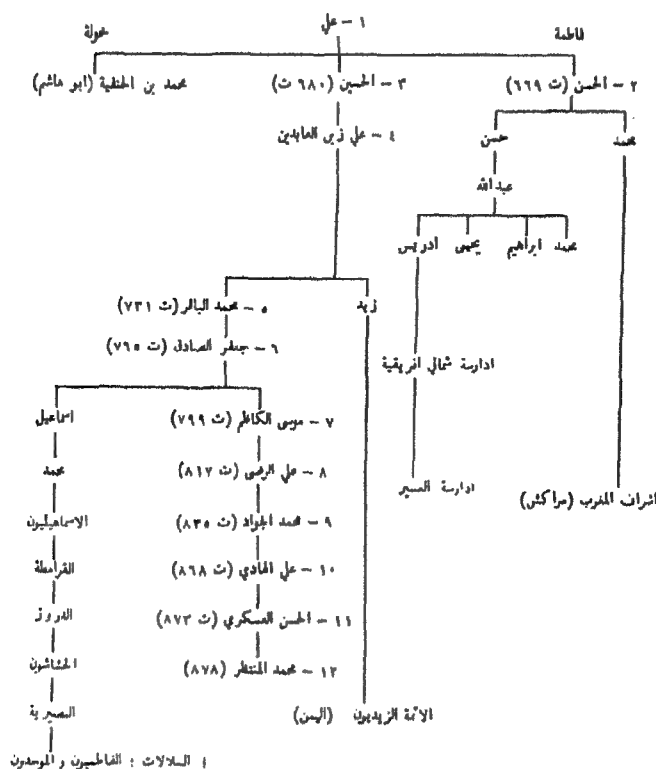 ١ – علي
فاطمة
خولة
٢ – الحسن (ت ٦٦٩)
٣ – الحسين (٦٨٠ ت)
محمد بن الحنفية (ابو هاشم)
محمد
حسن
٤ – علي زين العابدين
عبدالله
محمد ابراهيم يحيى ادريس
زيد
٥ – محمد الباقر (ت ٧٣١)
٦ – جعفر الصادق (ت ٧٦٥)
ادارسة شمالي افريقية
٧ – موسى الكاظم (ت ٧٩٩)
اسماعيل
٨ – علي الرضى (ت ٨١٧)
محمد
ادارسة العسير
اشراف المغرب (مراكش)
٩ – محمد الجواد (ت ٨٣٥)
الاسماعيليون
١٠ – علي الهادي (ت ٨٦٨)
القرامطة
١١ – الحسن العسكري (ت ٨٧٣)
الدروز
١٢ – محمد المنتظر (٨٧٨)
الحشاشون
الائمة الزيديون (اليمن)
النصيرية
السلالات : الفاطميون و الموحدون